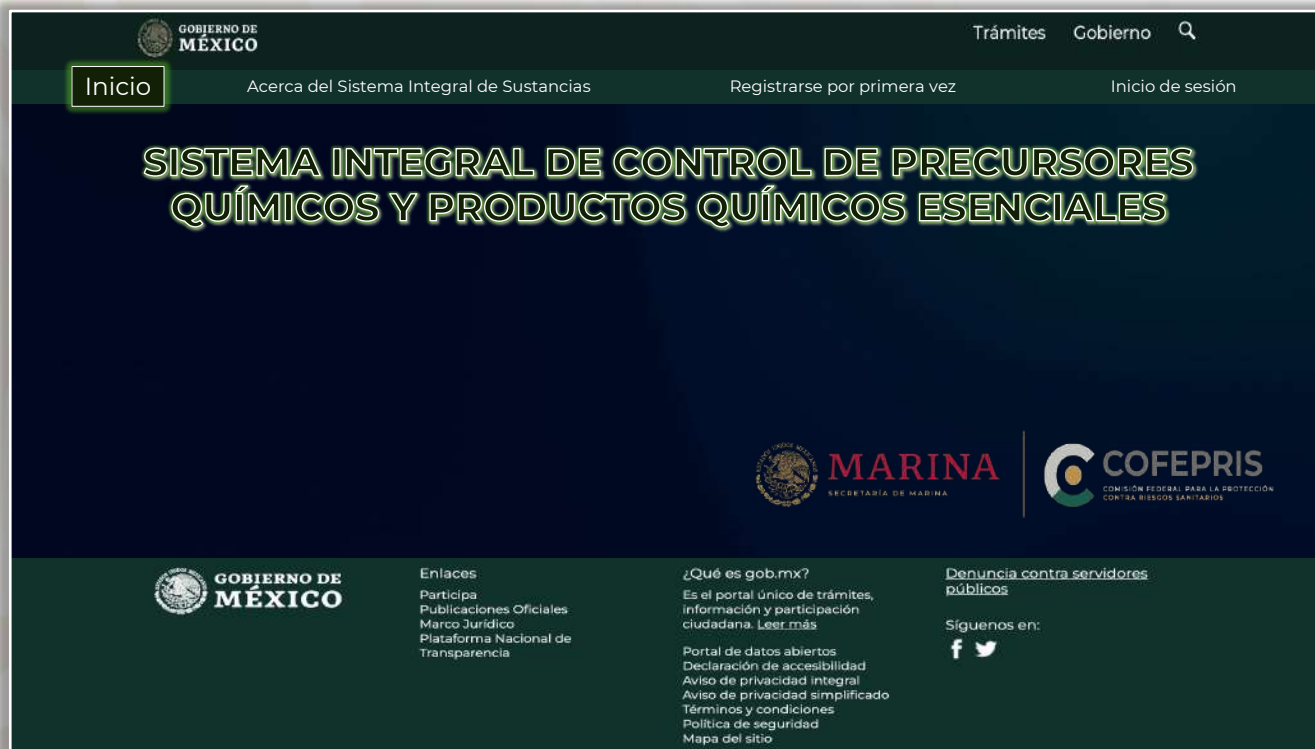 GOBIERNO DE
MÉXICO
Trámites Gobierno
Inicio Acerca del Sistema Integral de Sustancias Registrarse por primera vez Inicio de sesión
SISTEMA INTEGRAL DE CONTROL DE PRECURSORES
QUÍMICOS Y PRODUCTOS QUÍMICOS ESENCIALES
MARINA
SECRETARÍA DE MARINA
COFEPRIS
COMISIÓN FEDERAL PARA LA PROTECCIÓN
CONTRA RIESGOS SANITARIOS
GOBIERNO DE
MÉXICO
Enlaces
Participa
Publicaciones Oficiales
Marco Jurídico
Plataforma Nacional de
Transparencia
¿Qué es gob.mx?
Es el portal único de trámites,
información y participación
ciudadana. Leer más
Portal de datos abiertos
Declaración de accesibilidad
Aviso de privacidad integral
Aviso de privacidad simplificado
Términos y condiciones
Política de seguridad
Mapa del sitio
Denuncia contra servidores
públicos
Síguenos en: